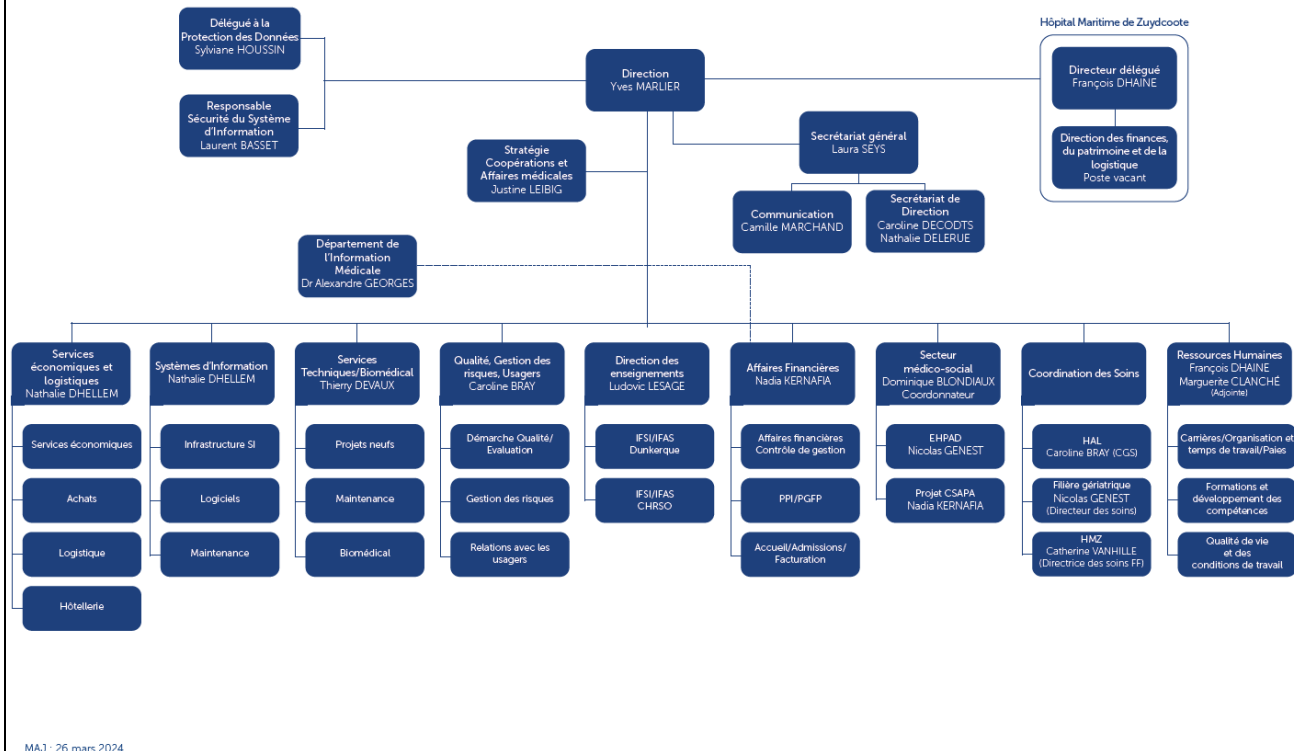 Délégué à la
Protection des Données
Sylviane HOUSSIN
Responsable
Sécurité du Système
d'Information
Laurent BASSET
Direction
Yves MARLIER
Hôpital Maritime de Zuydcoote
Directeur délégué
François DHAINE
Direction des finances,
du patrimoine et de la
logistique
Poste vacant
Stratégie
Coopérations et
Affaires médicales
Justine LEIBIG
Secrétariat général
Laura SEYS
Communication
Camille MARCHAND
Secrétariat de
Direction
Caroline DECODTS
Nathalie DELERUE
Département de
l'Information
Médicale
Dr Alexandre GEORGES
Services
économiques et
logistiques
Nathalie DHELLEM
Services économiques
Achats
Logistique
Hôtellerie
Systèmes d'Information
Nathalie DHELLEM
Infrastructure SI
Logiciels
Maintenance
Services
Techniques/Biomédical
Thierry DEVAUX
Projets neufs
Maintenance
Biomédical
Qualité, Gestion des
risques, Usagers
Caroline BRAY
Démarche Qualité/
Evaluation
Gestion des risques
Relations avec les
usagers
Direction des
enseignements
Ludovic LESAGE
IFSI/IFAS
Dunkerque
IFSI/IFAS
CHRSO
Affaires Financières
Nadia KERNAFIA
Affaires financières
Contrôle de gestion
PPI/PGFP
Accueil/Admissions/
Facturation
Secteur
médico-social
Dominique BLONDIAUX
Coordonnateur
EHPAD
Nicolas GENEST
Projet CSAPA
Nadia KERNAFIA
Coordination des Soins
HAL
Caroline BRAY (CGS)
Filière gériatrique
Nicolas GENEST
(Directeur des soins)
HMZ
Catherine VANHILLE
(Directrice des soins FF)
Ressources Humaines
François DHAINE
Marguerite CLANCHÉ
(Adjointe)
Carrières/Organisation et
temps de travail/Paies
Formations et
développement des
compétences
Qualité de vie
et des
conditions de travail
MAJ : 26 mars 2024